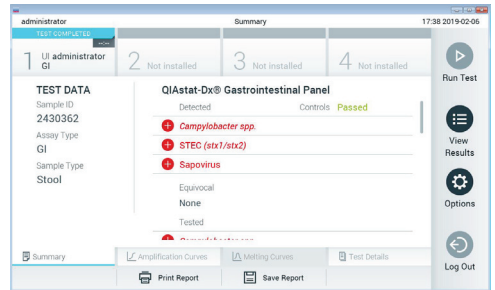 administrator Summary 17:38 2019-02-06
TEST COMPLETED
1 UI administrator GI
2 Not installed
3 Not installed
4 Not installed
Run Test
TEST DATA
Sample ID
2430362
Assay Type
GI
Sample Type
Stool
QIAstat-Dx® Gastrointestinal Panel
Detected Controls Passed
Campylobacter spp.
STEC (stx1/stx2)
Sapovirus
Equivocal
None
Tested
Campylobacter spp.
View
Results
Options
Log Out
Summary
Amplification Curves
Melting Curves
Test Details
Print Report
Save Report